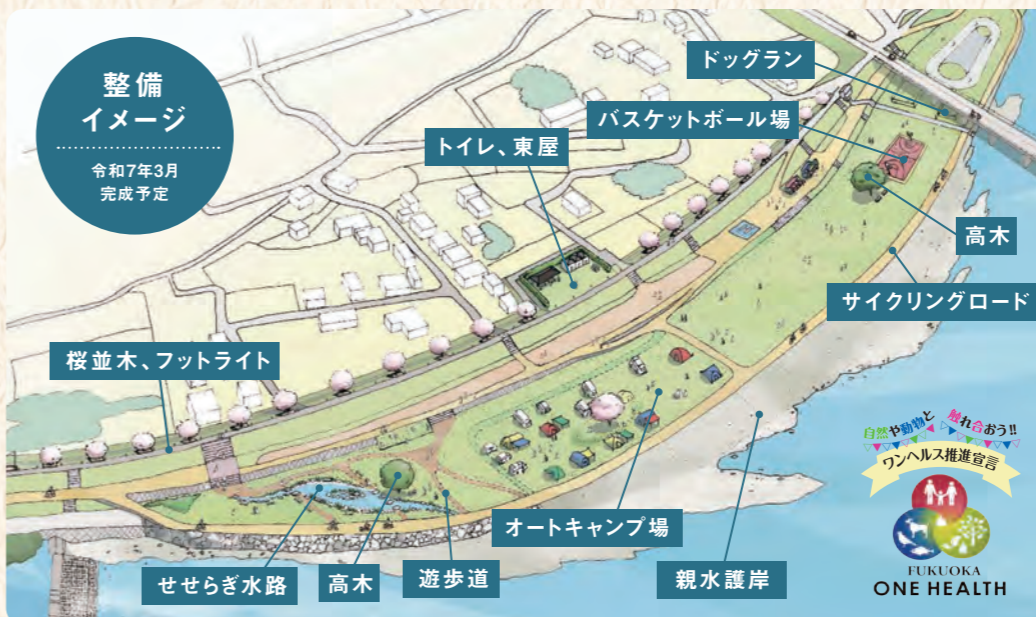 整備
イメージ
令和7年3月
完成予定
ドッグラン
バスケットボール場
トイレ、東屋
高木
サイクリングロード
桜並木、フットライト
せせらぎ水路
高木
遊歩道
オートキャンプ場
親水護岸
自然や動物と 触れ合おう!!
ワンヘルス推進宣言
FUKUOKA
ONE HEALTH